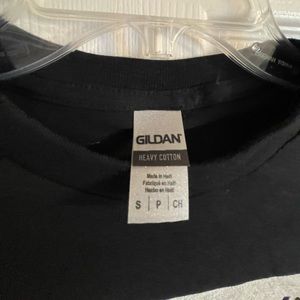 GILDAN
HEAVY COTTON
Made in Haiti
Fabriqué en Haïti
Hecho en Haití
S | P | CH